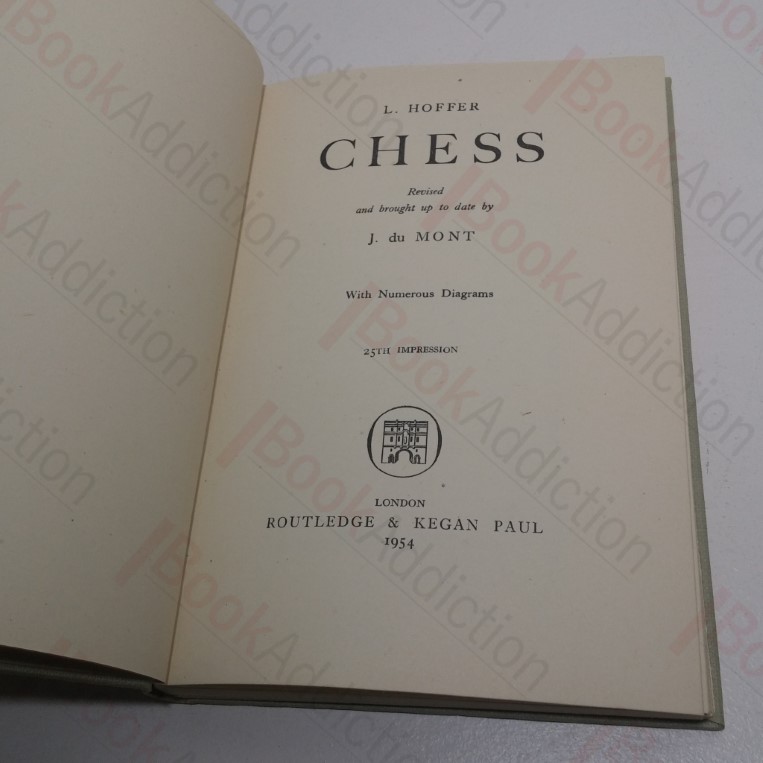 L. HOFFER
CHESS
Revised
and brought up to date by
J. du MONT
With Numerous Diagrams
25TH IMPRESSION
LONDON
ROUTLEDGE & KEGAN PAUL
1954
BookAddiction